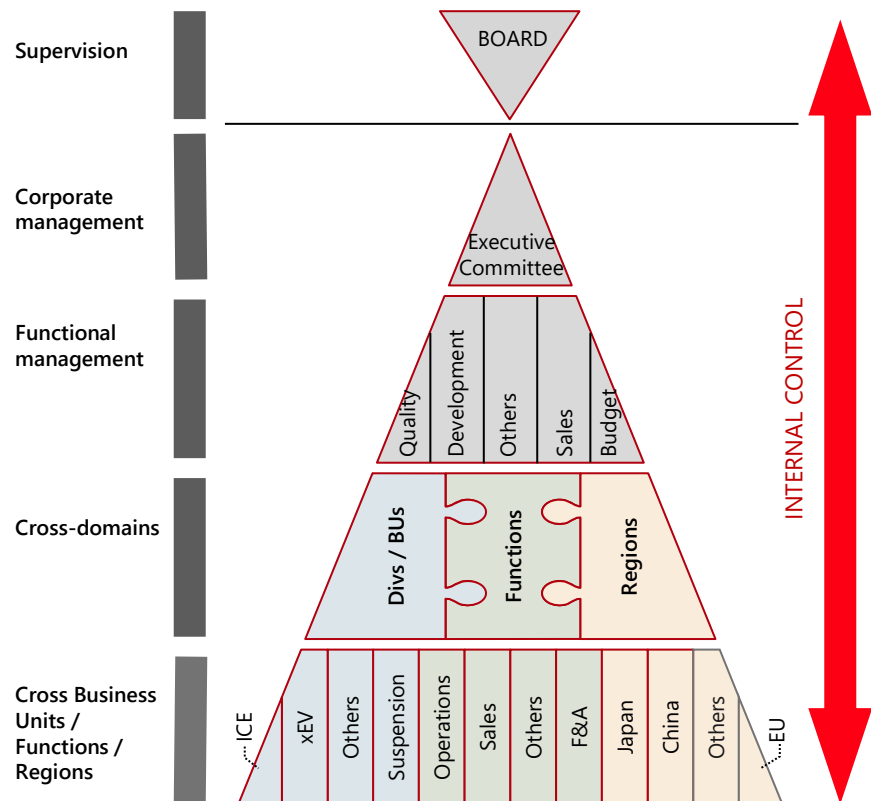 Supervision
BOARD
Corporate
management
Executive
Committee
Functional
management
Quality
Development
Others
Sales
Budget
Cross-domains
Divs / BUs
Functions
Regions
Cross Business
Units /
Functions /
Regions
ICE
xEV
Others
Suspension
Operations
Sales
Others
F&A
Japan
China
Others
EU
INTERNAL CONTROL